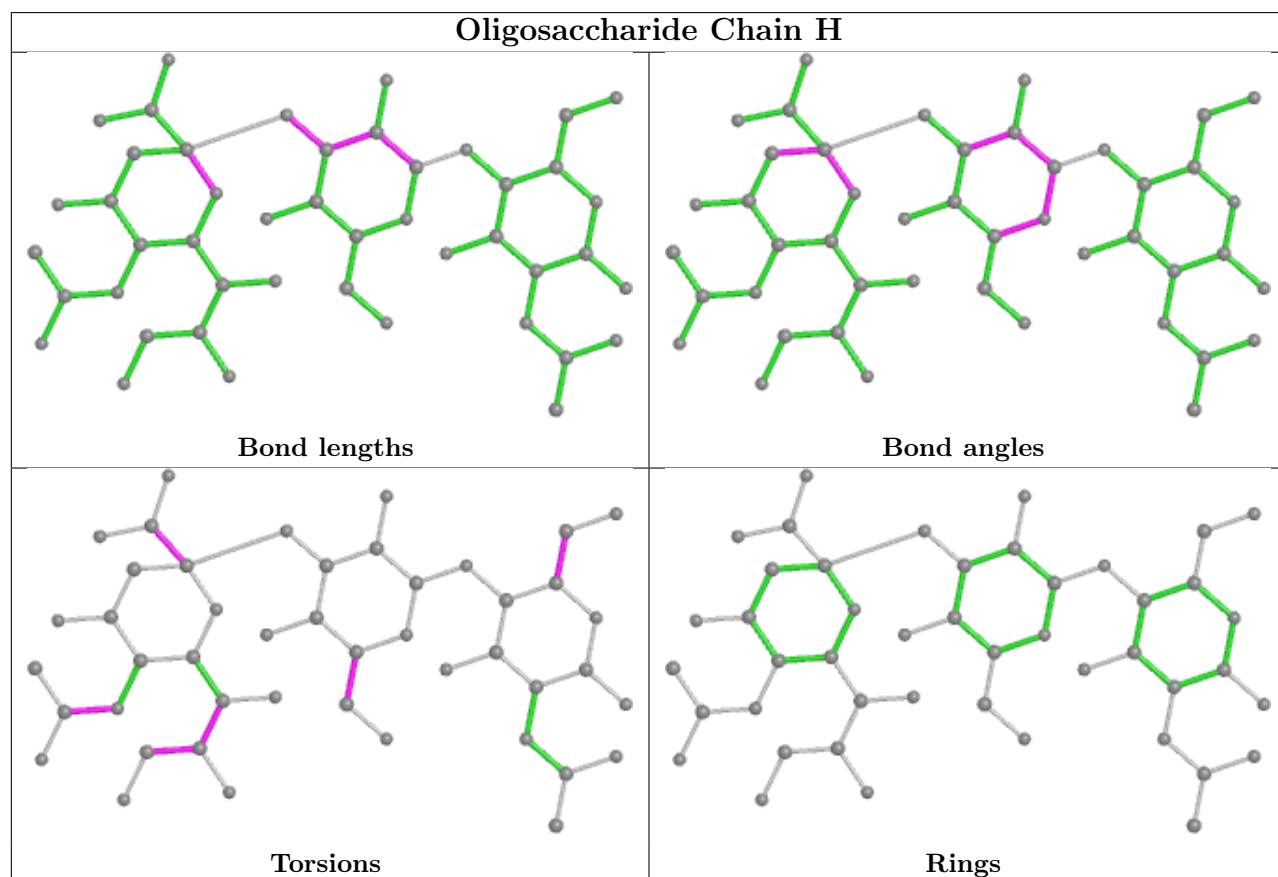 Oligosaccharide Chain H
Bond lengths
Bond angles
Torsions
Rings